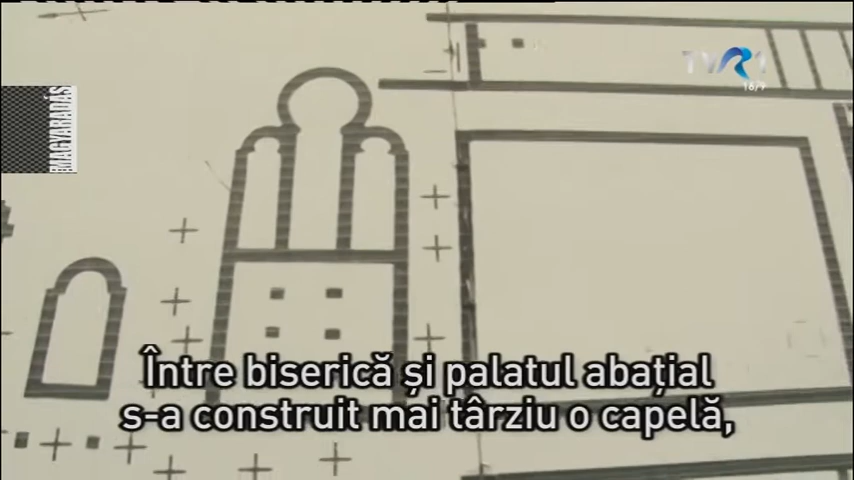 TVR1
16/9
MAGYARADÁS
Între biserică și palatul abațial
s-a construit mai târziu o capelă,